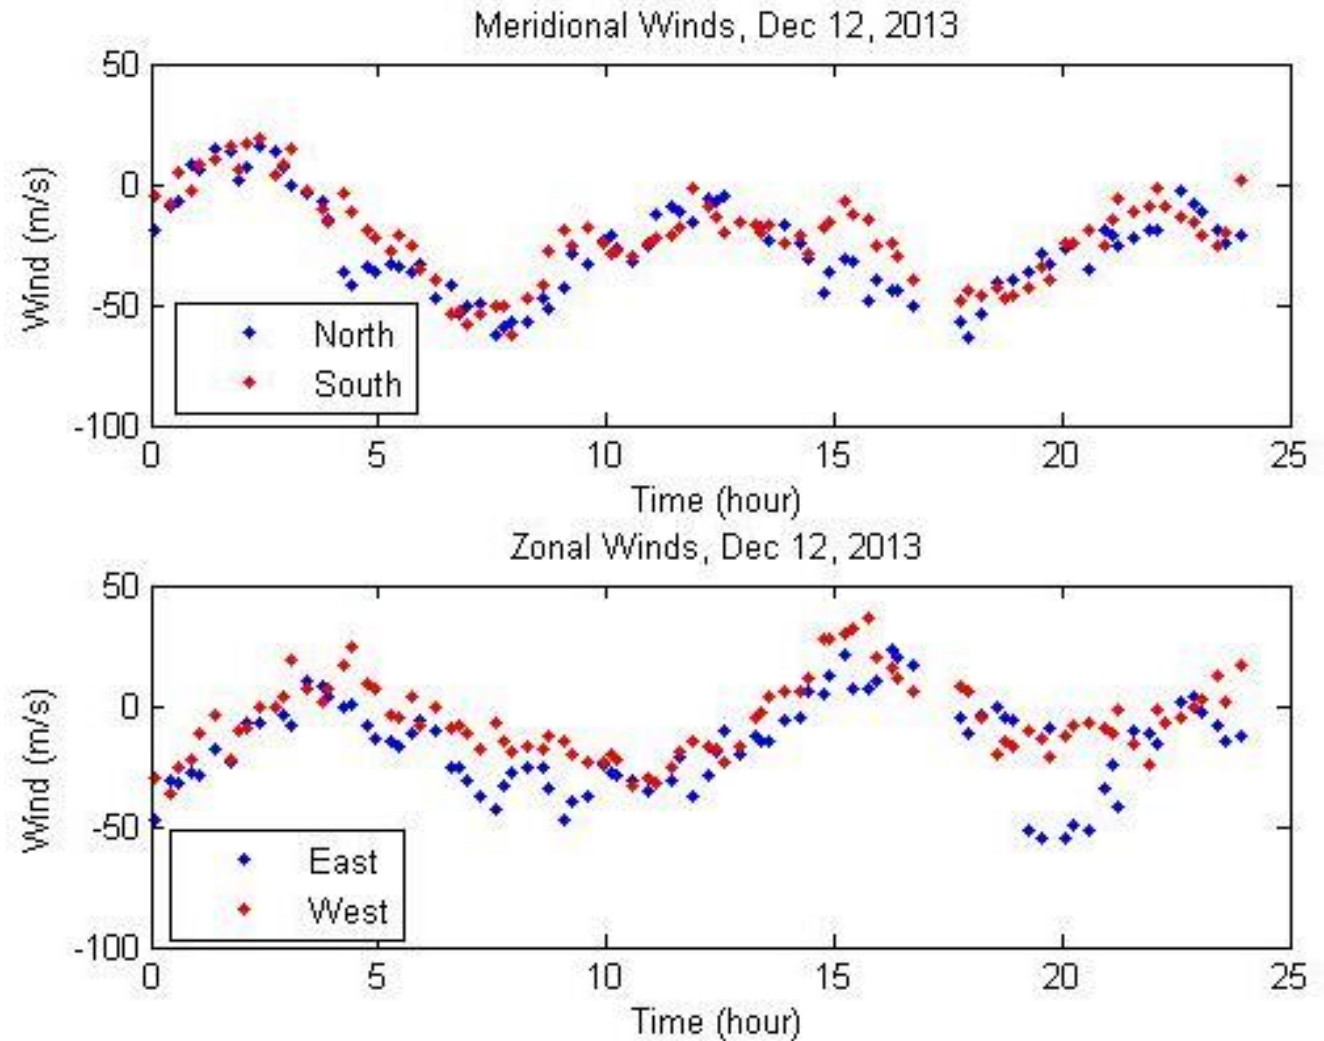 Meridional Winds, Dec 12, 2013
50
0
-50
-100
Wind (m/s)
North
South
0 5 10 15 20 25
Time (hour)
Zonal Winds, Dec 12, 2013
50
0
-50
-100
Wind (m/s)
East
West
0 5 10 15 20 25
Time (hour)